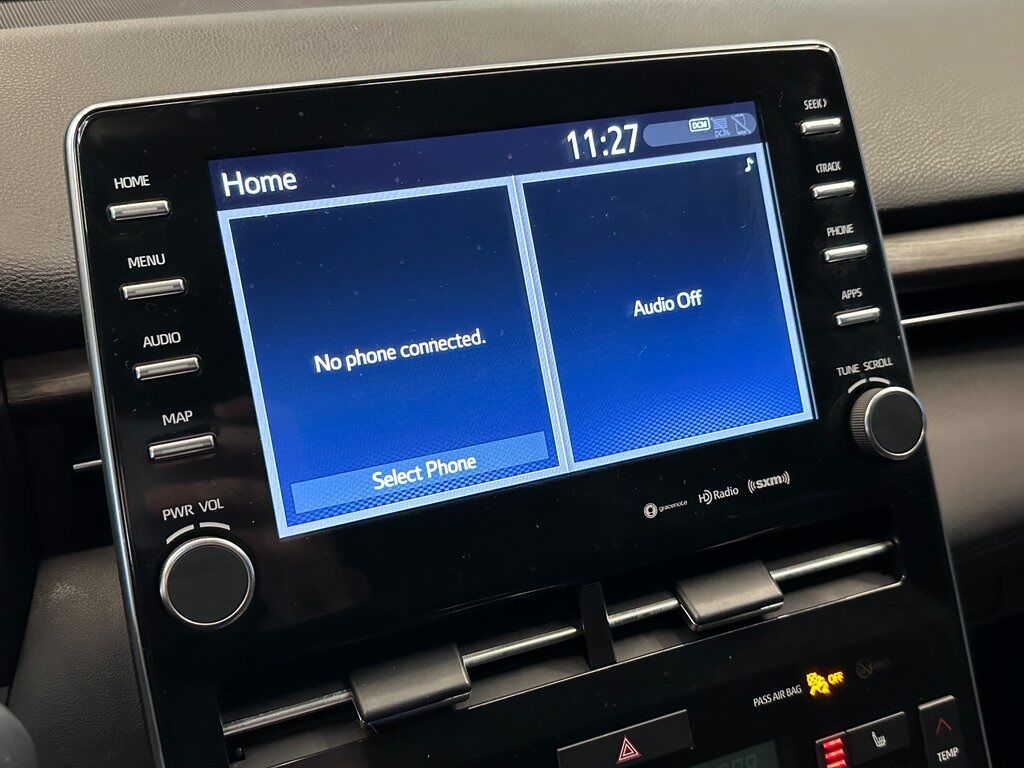 HOME
MENU
AUDIO
MAP
PWR VOL
Home
11:27
DCM
No phone connected.
Select Phone
Audio Off
SEEK >
< TRACK
PHONE
APPS
TUNE SCROLL
gracenote
HD Radio
((sxm))
PASS AIR BAG
OFF
TEMP